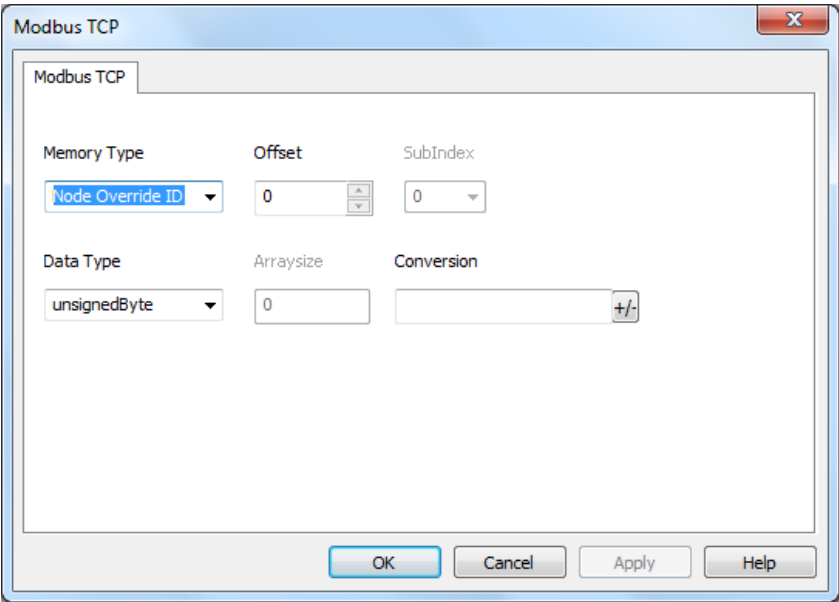 Modbus TCP
Modbus TCP
Memory Type Offset SubIndex
Node Override ID 0 0
Data Type Arraysize Conversion
unsignedByte 0 +/-
OK Cancel Apply Help